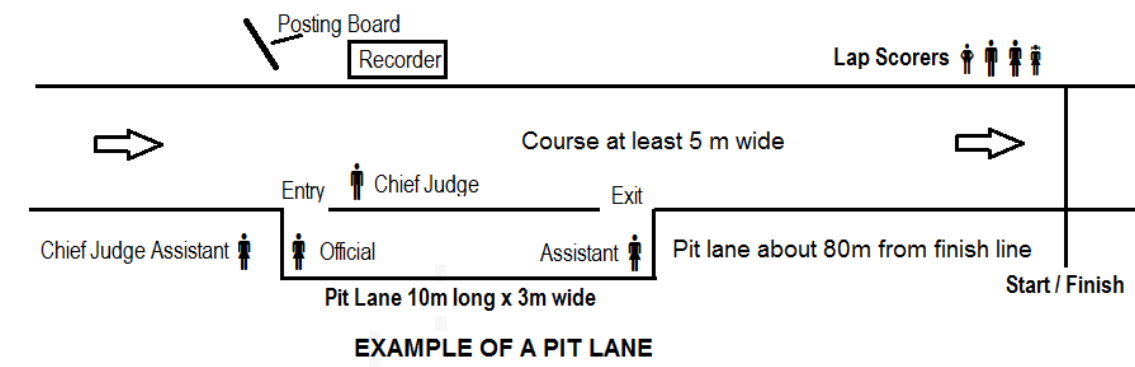 Posting Board
Recorder
Lap Scorers
Course at least 5 m wide
Entry
Chief Judge
Exit
Chief Judge Assistant
Official
Assistant
Pit lane about 80m from finish line
Start / Finish
Pit Lane 10m long x 3m wide
EXAMPLE OF A PIT LANE